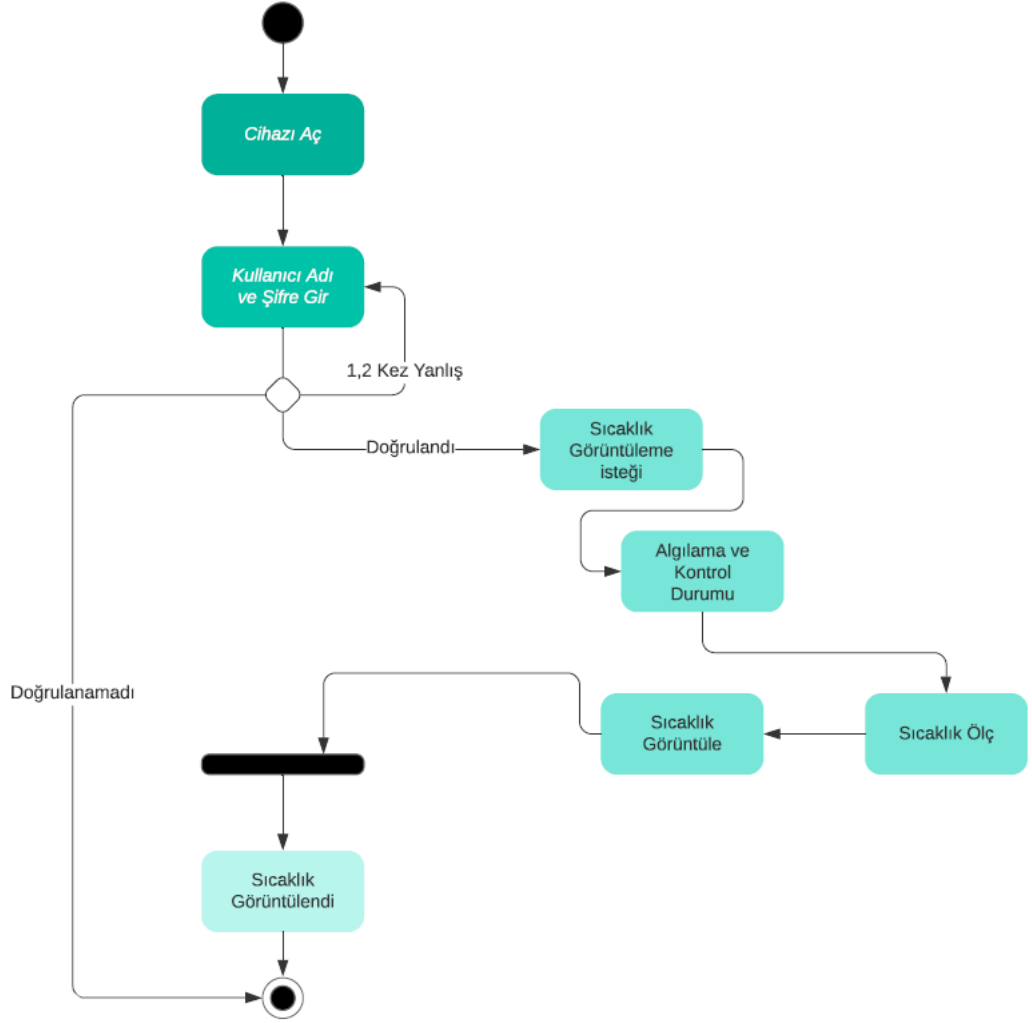 Cihazı Aç
Kullanıcı Adı
ve Şifre Gir
1,2 Kez Yanlış
Doğrulandı
Sıcaklık
Görüntüleme
isteği
Algılama ve
Kontrol
Durumu
Doğrulanamadı
Sıcaklık
Görüntüle
Sıcaklık Ölç
Sıcaklık
Görüntülendi